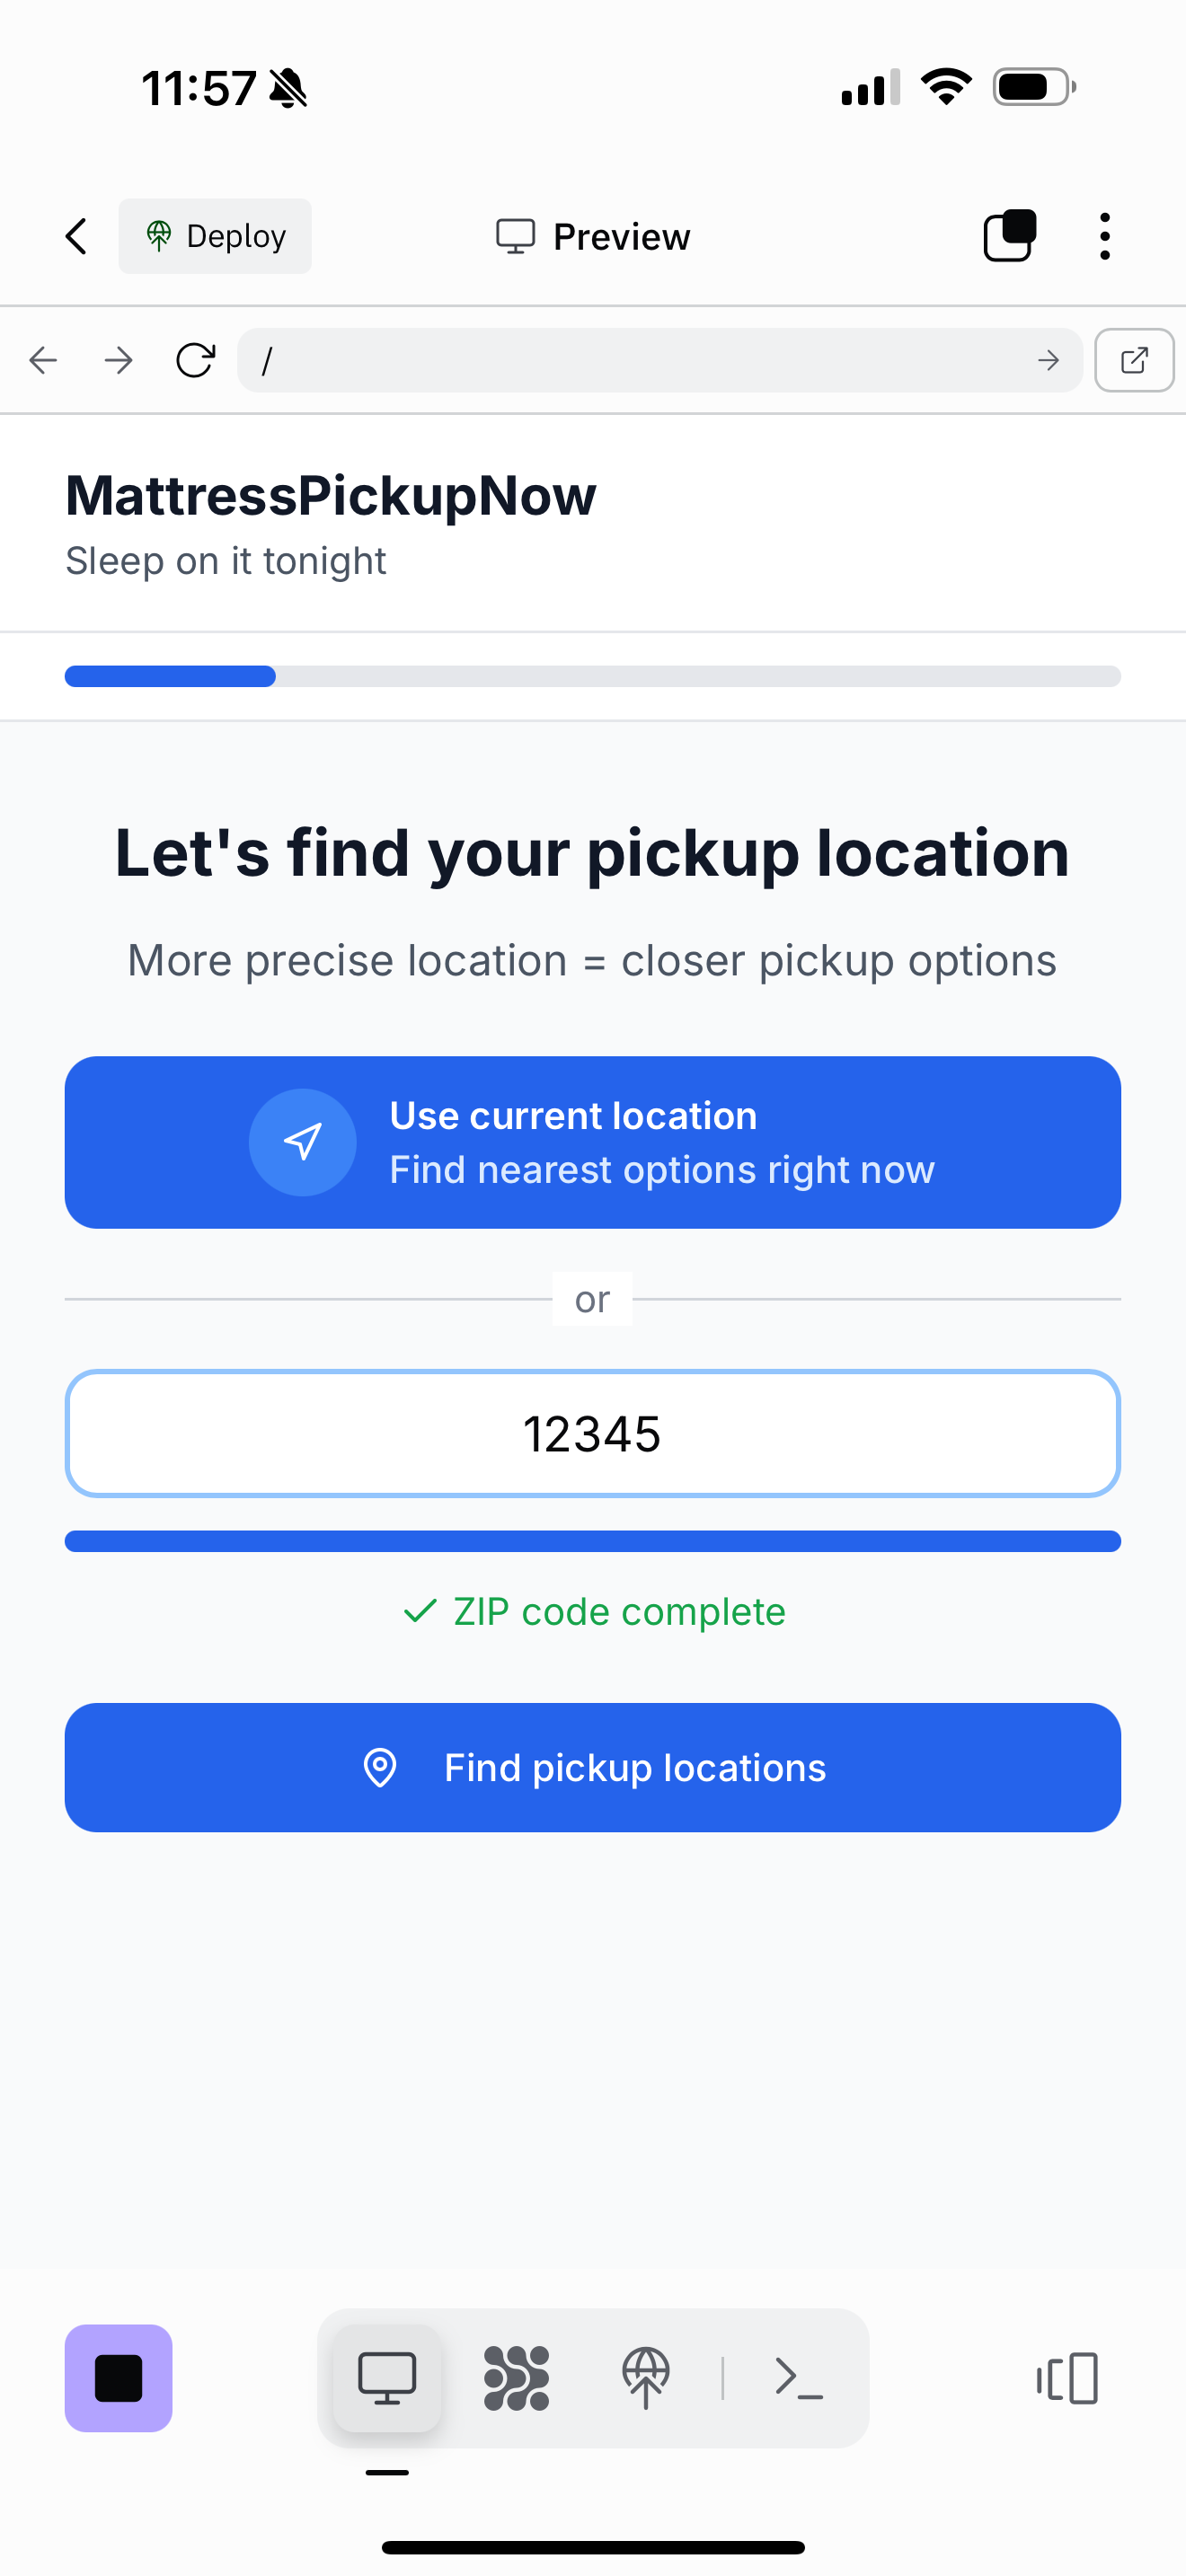 11:57
Deploy
Preview
/
MattressPickupNow
Sleep on it tonight
Let's find your pickup location
More precise location = closer pickup options
Use current location
Find nearest options right now
or
12345
ZIP code complete
Find pickup locations